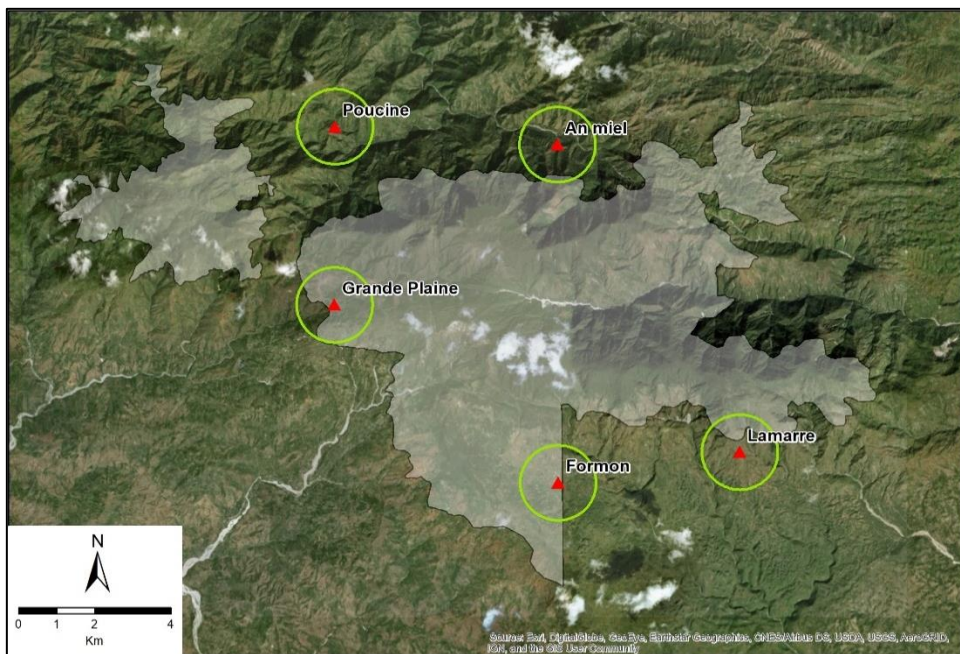 Poucine
An miel
Grande Plaine
Lamarre
Formon
N
0 1 2 4
Km
Source: Esri, DigitalGlobe, GeoEye, Earthstar Geographics, CNES/Airbus DS, USDA, USGS, AeroGRID,
IGN, and the GIS User Community